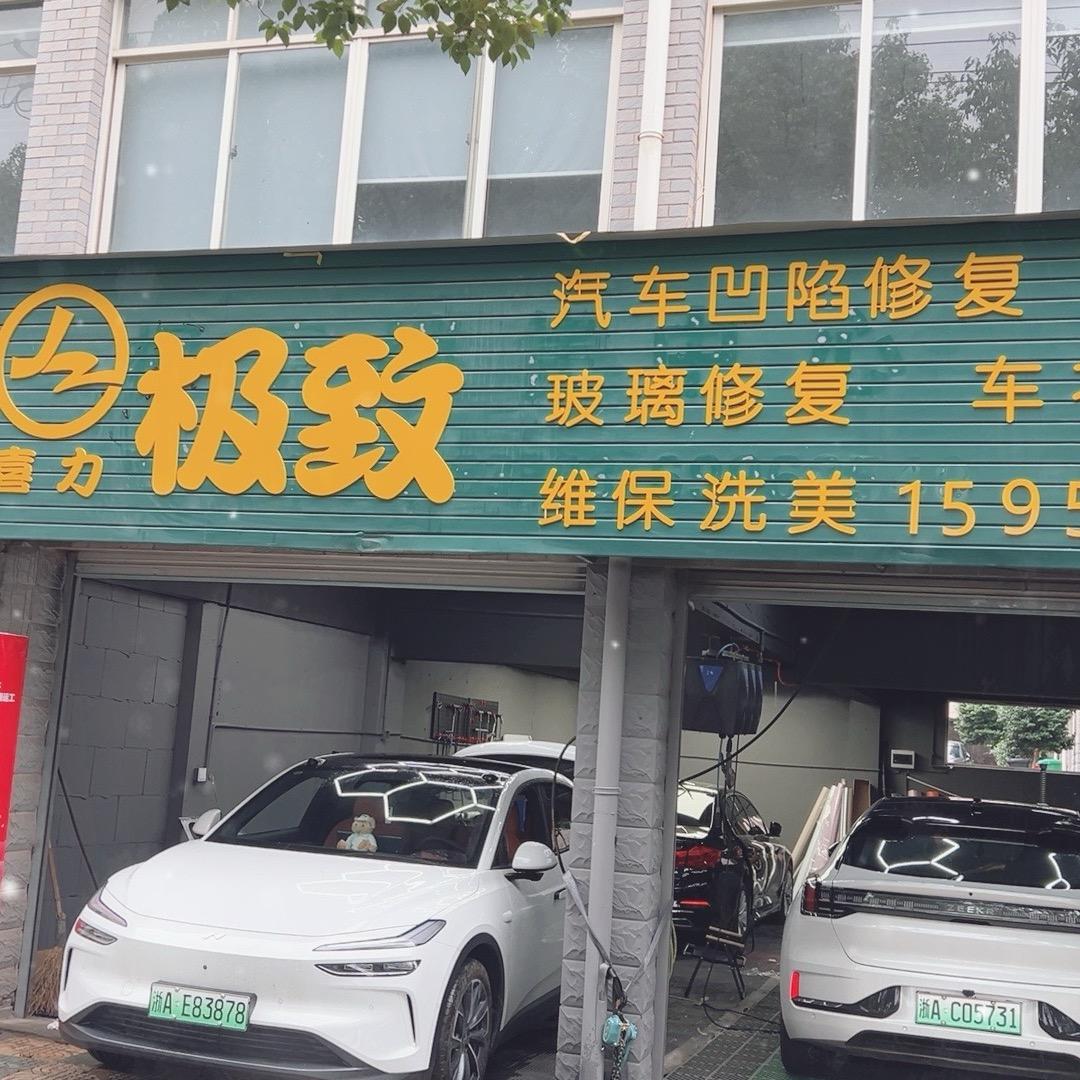 汽车凹陷修复
极致
玻璃修复 车
喜力
维保洗美 1595
ZEEKR
浙A·E83878
浙A·C05731